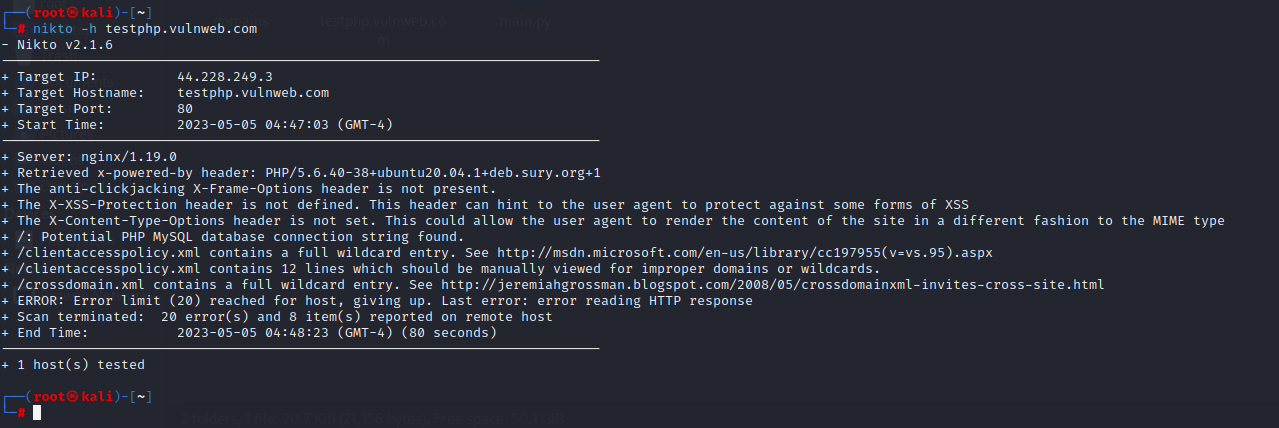 domains testphp.vulnweb.co main.py
┌──(root㉿kali)-[~]
└─# nikto -h testphp.vulnweb.com
m
- Nikto v2.1.6
---------------------------------------------------------------------------
+ Target IP: 44.228.249.3
+ Target Hostname: testphp.vulnweb.com
+ Target Port: 80
+ Start Time: 2023-05-05 04:47:03 (GMT-4)
---------------------------------------------------------------------------
+ Server: nginx/1.19.0
+ Retrieved x-powered-by header: PHP/5.6.40-38+ubuntu20.04.1+deb.sury.org+1
+ The anti-clickjacking X-Frame-Options header is not present.
+ The X-XSS-Protection header is not defined. This header can hint to the user agent to protect against some forms of XSS
+ The X-Content-Type-Options header is not set. This could allow the user agent to render the content of the site in a different fashion to the MIME type
+ /: Potential PHP MySQL database connection string found.
+ /clientaccesspolicy.xml contains a full wildcard entry. See http://msdn.microsoft.com/en-us/library/cc197955(v=vs.95).aspx
+ /clientaccesspolicy.xml contains 12 lines which should be manually viewed for improper domains or wildcards.
+ /crossdomain.xml contains a full wildcard entry. See http://jeremiahgrossman.blogspot.com/2008/05/crossdomainxml-invites-cross-site.html
+ ERROR: Error limit (20) reached for host, giving up. Last error: error reading HTTP response
+ Scan terminated: 20 error(s) and 8 item(s) reported on remote host
+ End Time: 2023-05-05 04:48:23 (GMT-4) (80 seconds)
---------------------------------------------------------------------------
+ 1 host(s) tested
┌──(root㉿kali)-[~]
└─#